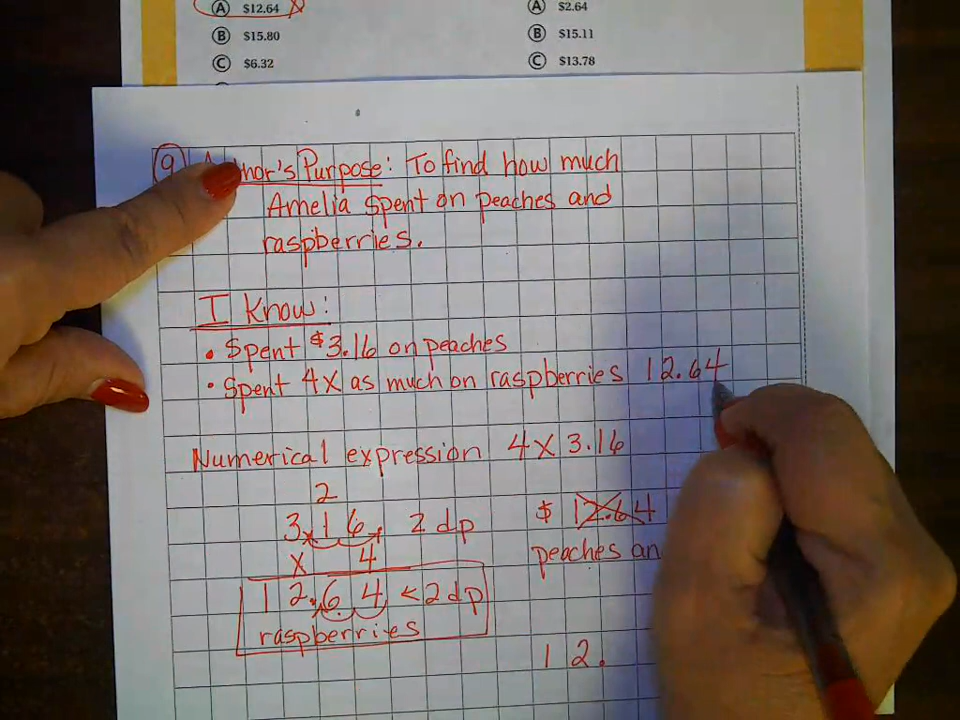 A $12.64 A $2.64
B $15.80 B $15.11
C $6.32 C $13.78
9 Purpose: To find how much
Amelia spent on peaches and
raspberries.
I Know:
• Spent $3.16 on peaches
• Spent 4X as much on raspberries 12.64
Numerical expression 4 X 3.16
2
3.16 2 dp $ 12.64
X 4 peaches an
12.64 < 2 dp
raspberries
12.